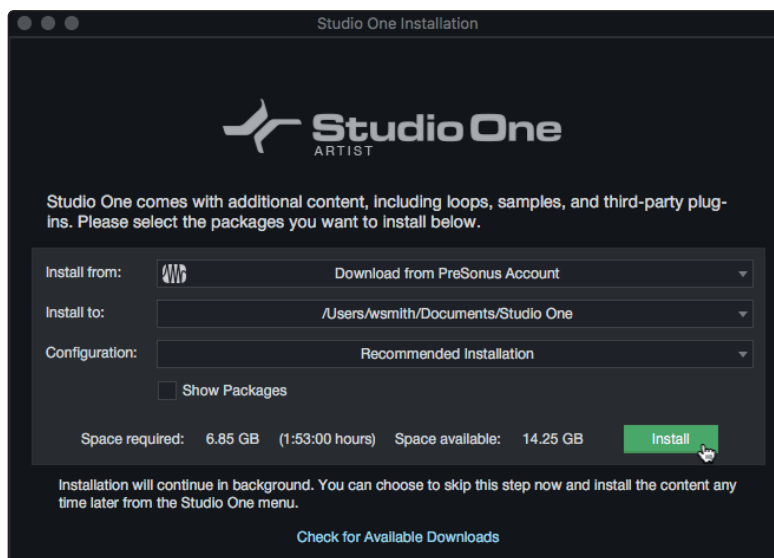 Studio One Installation
Studio One
ARTIST
Studio One comes with additional content, including loops, samples, and third-party plug-
ins. Please select the packages you want to install below.
Install from: Download from PreSonus Account
Install to: /Users/wsmith/Documents/Studio One
Configuration: Recommended Installation
Show Packages
Space required: 6.85 GB (1:53:00 hours) Space available: 14.25 GB Install
Installation will continue in background. You can choose to skip this step now and install the content any
time later from the Studio One menu.
Check for Available Downloads